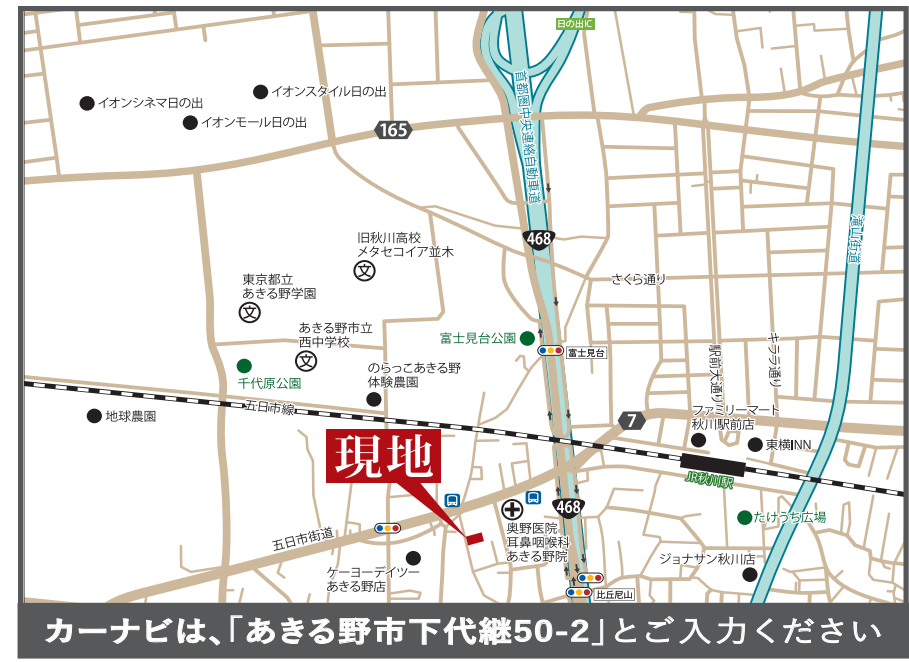 日の出IC
イオンスタイル日の出
イオンシネマ日の出
イオンモール日の出
165
首都圏中央連絡自動車道
468
滝山街道
旧秋川高校
メタセコイア並木
東京都立
あきる野学園
文
文
あきる野市立
西中学校
文
さくら通り
富士見台公園
富士見台
千代原公園
のらっこあきる野
体験農園
駅前大通り
キララ通り
五日市線
地球農園
7
ファミリーマート
秋川駅前店
東横INN
JR秋川駅
現地
468
奥野医院
耳鼻咽喉科
あきる野院
たけうち広場
五日市街道
ケーヨーデイツー
あきる野店
ジョナサン秋川店
比丘尼山
カーナビは、「あきる野市下代継50-2」とご入力ください